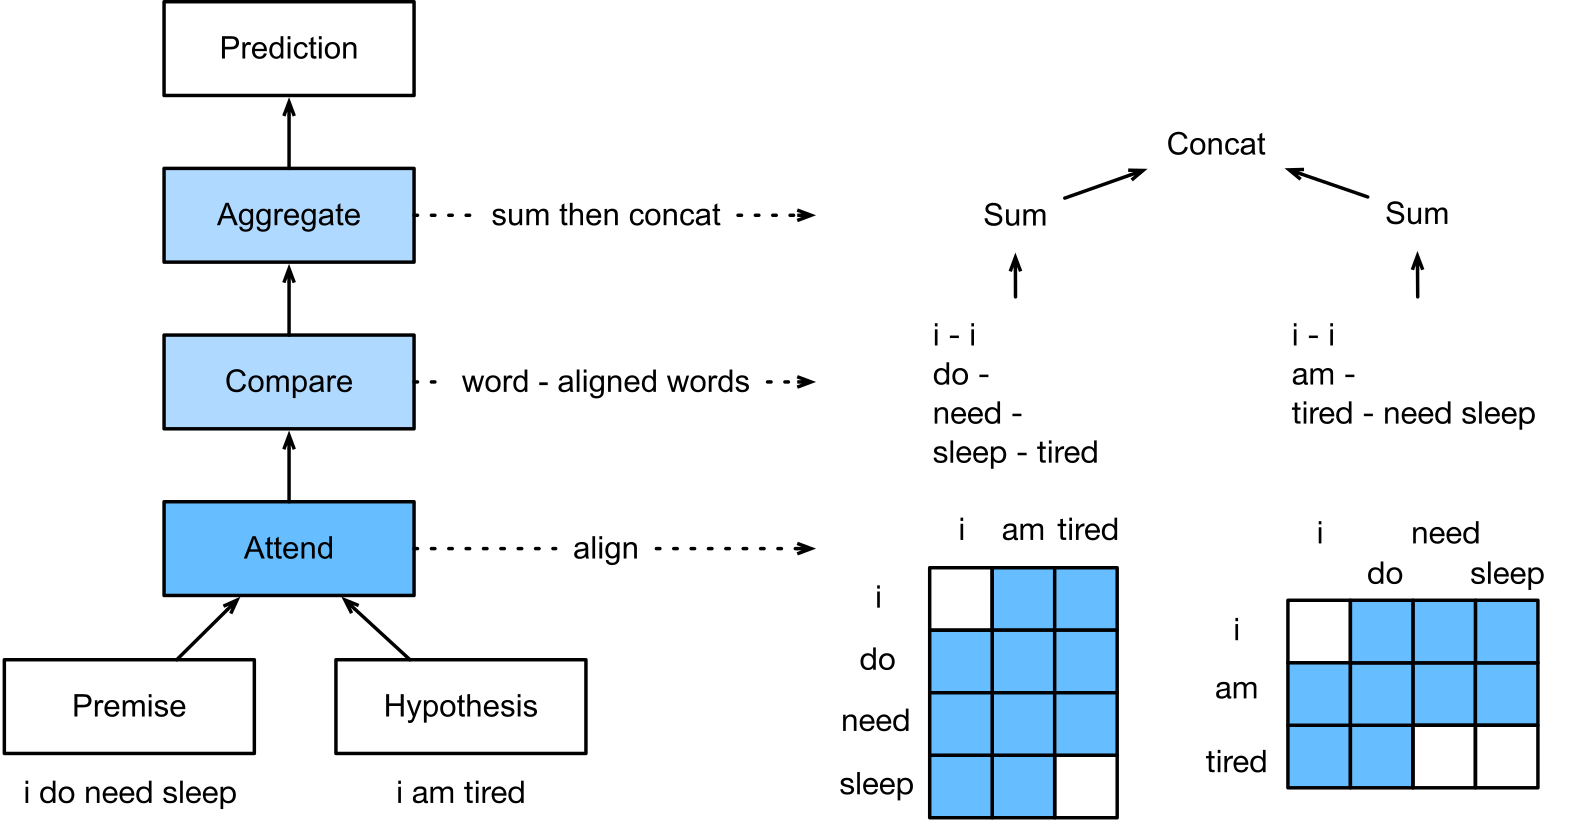 Prediction
Aggregate
sum then concat
Compare
word - aligned words
Attend
align
Premise
Hypothesis
i do need sleep
i am tired
Concat
Sum
Sum
i - i
do -
need -
sleep - tired
i - i
am -
tired - need sleep
i am tired
i
do
need
sleep
i need
do sleep
i
am
tired